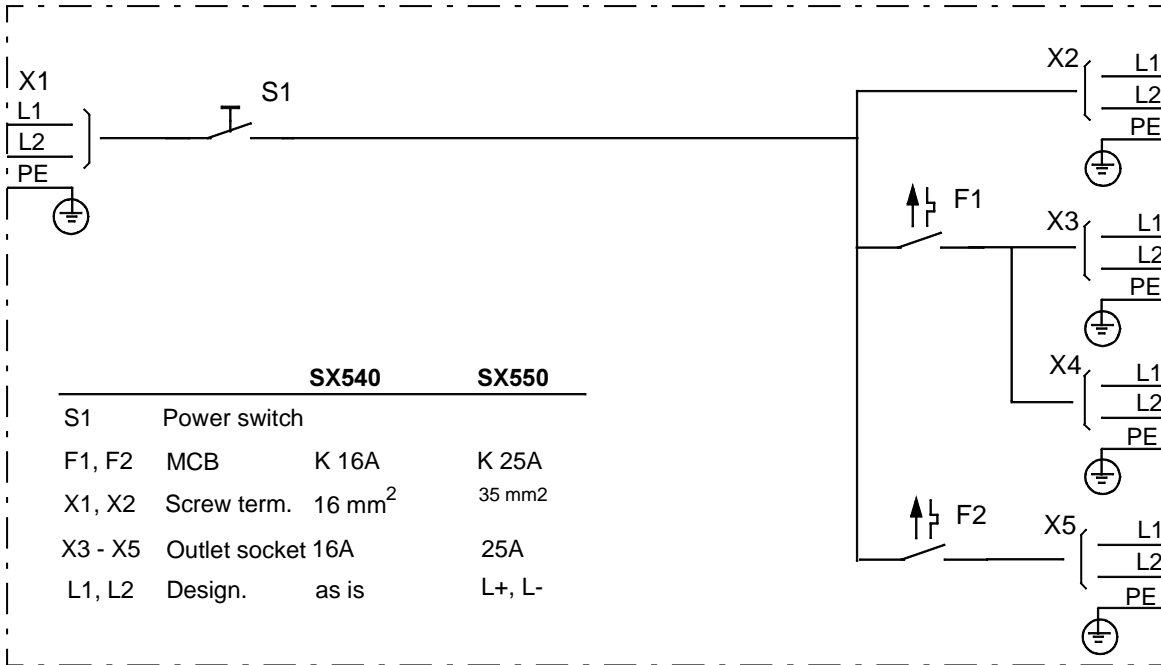 X1
L1
L2
PE
S1
X2
L1
L2
PE
F1
X3
L1
L2
PE
X4
L1
L2
PE
F2
X5
L1
L2
PE
SX540 SX550
S1 Power switch
F1, F2 MCB K 16A K 25A
X1, X2 Screw term. 16 mm2 35 mm2
X3 - X5 Outlet socket 16A 25A
L1, L2 Design. as is L+, L-